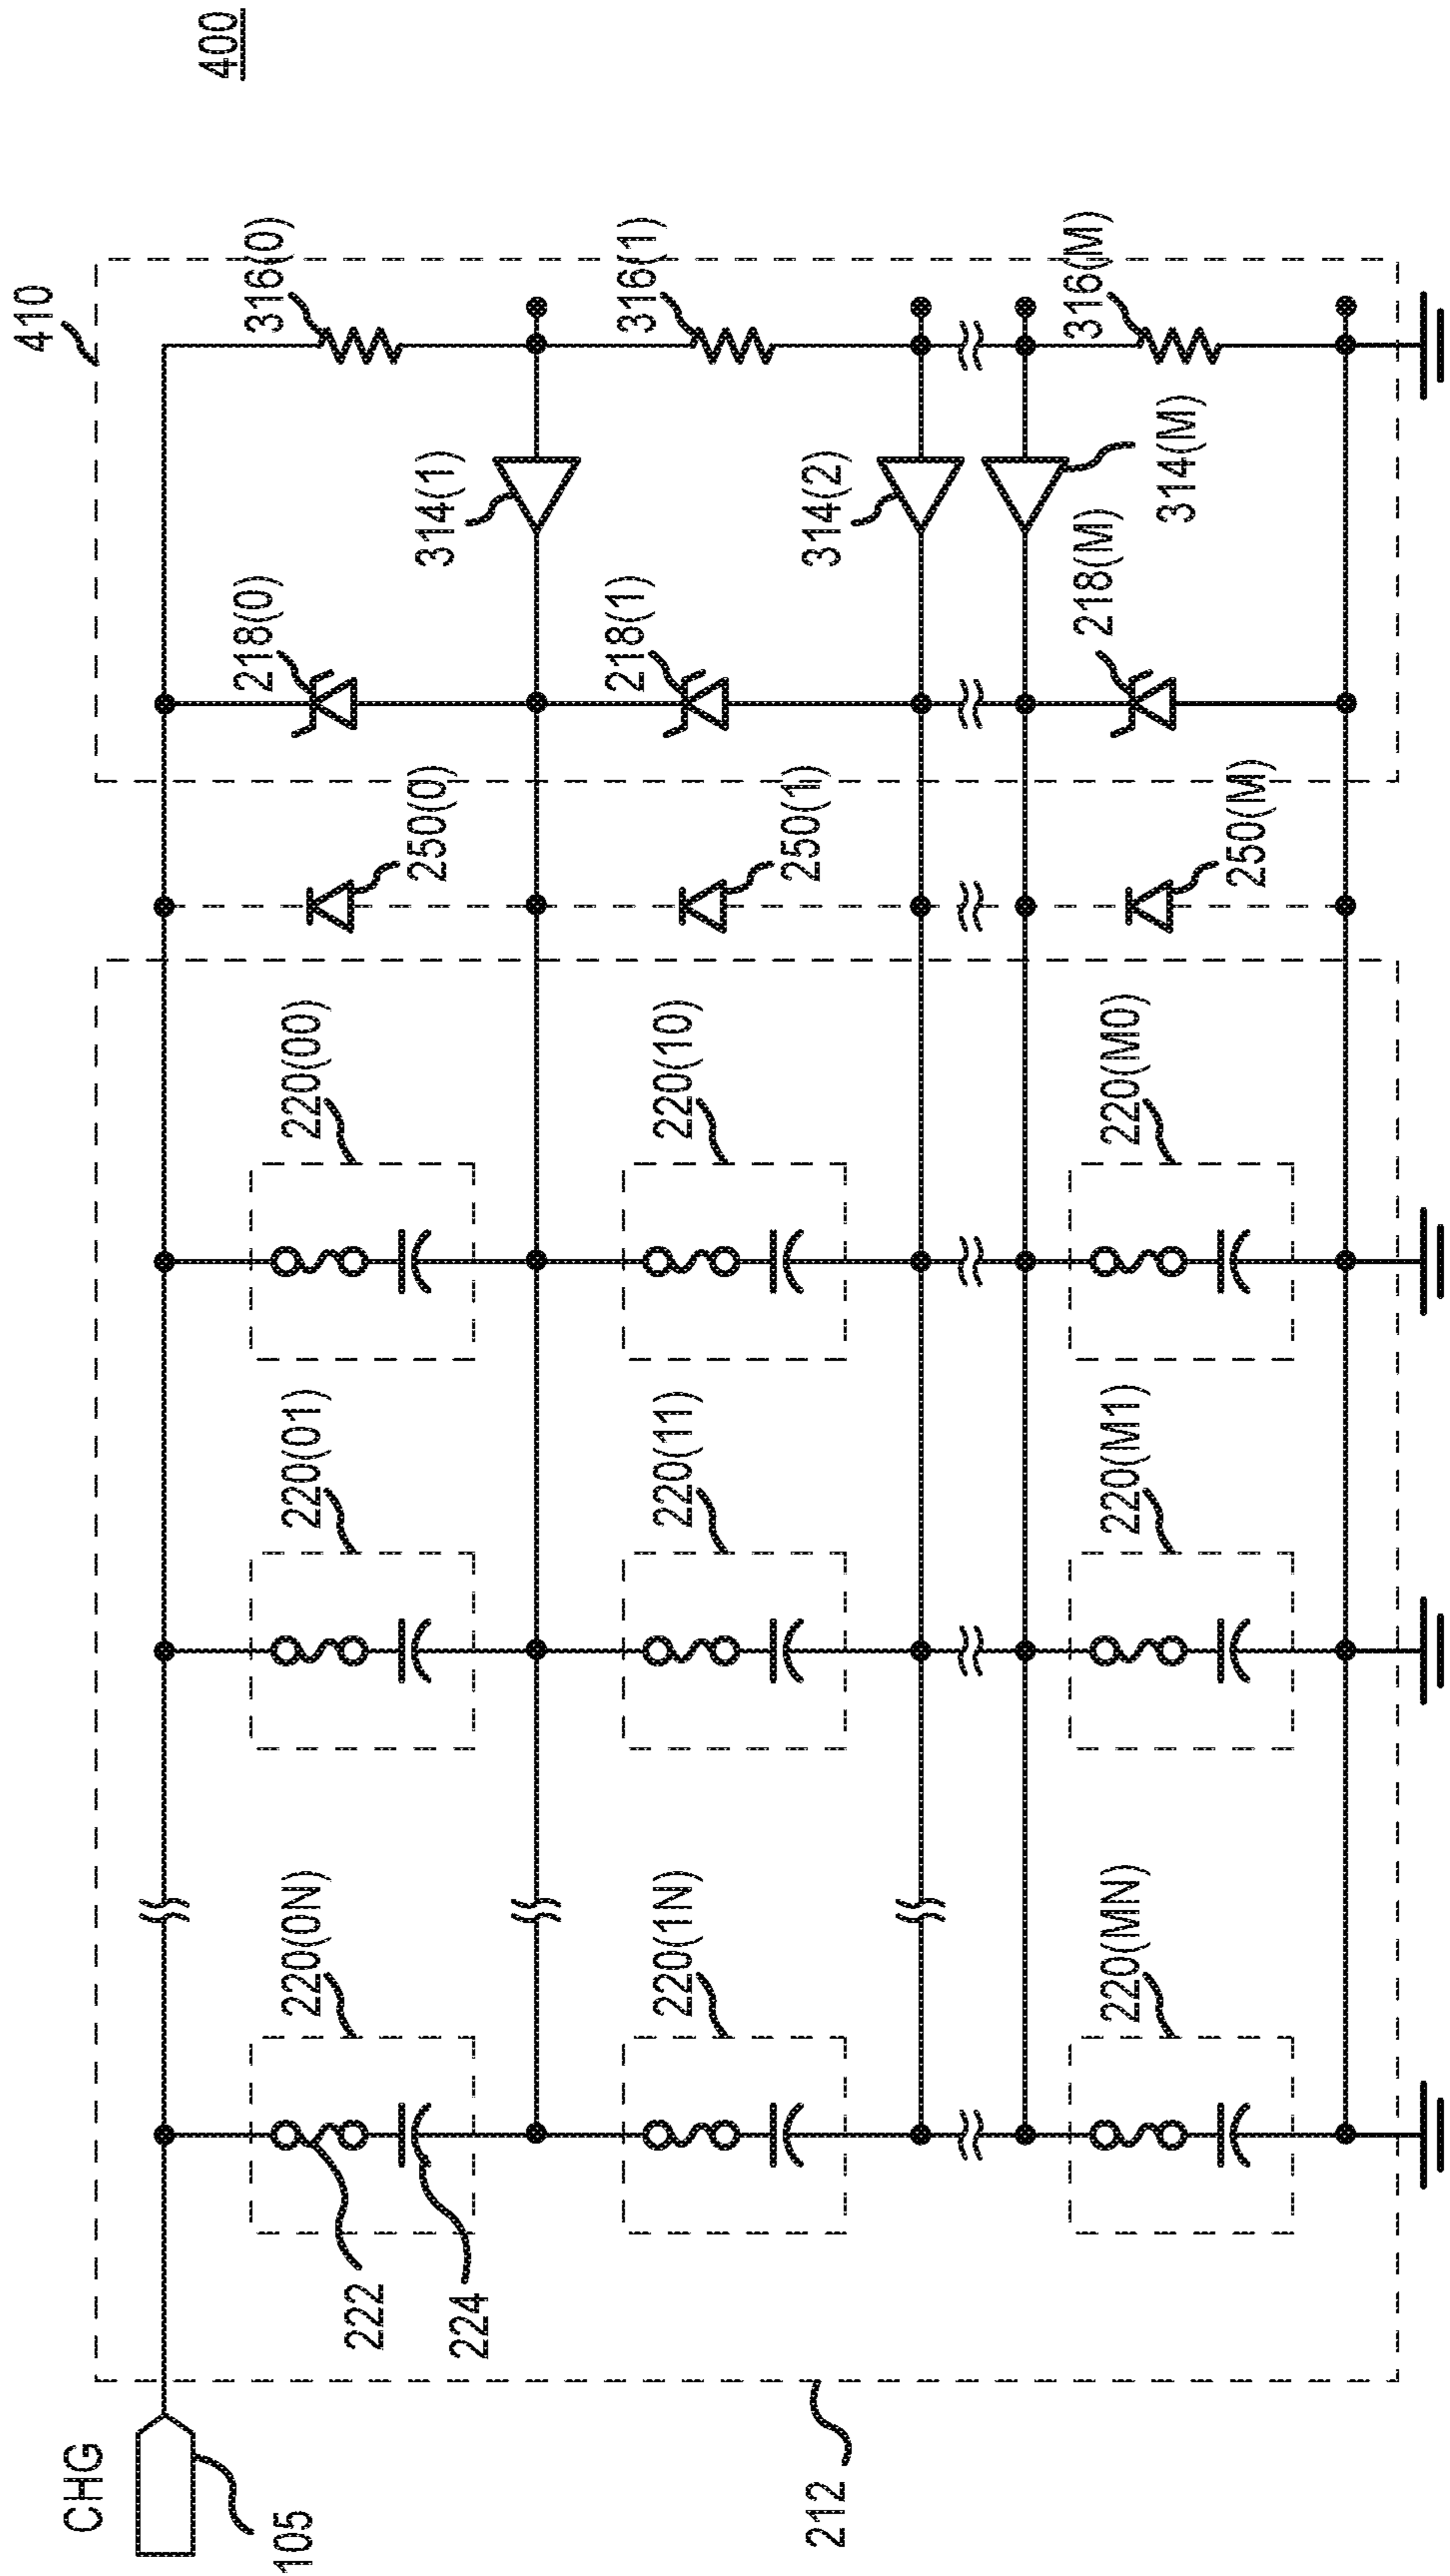 400
410
CHG
105
212
220(0N)
220(01)
220(00)
250(0)
218(0)
316(0)
222
224
314(1)
220(1N)
220(11)
220(10)
250(1)
218(1)
316(1)
314(2)
220(MN)
220(M1)
220(M0)
250(M)
218(M)
314(M)
316(M)